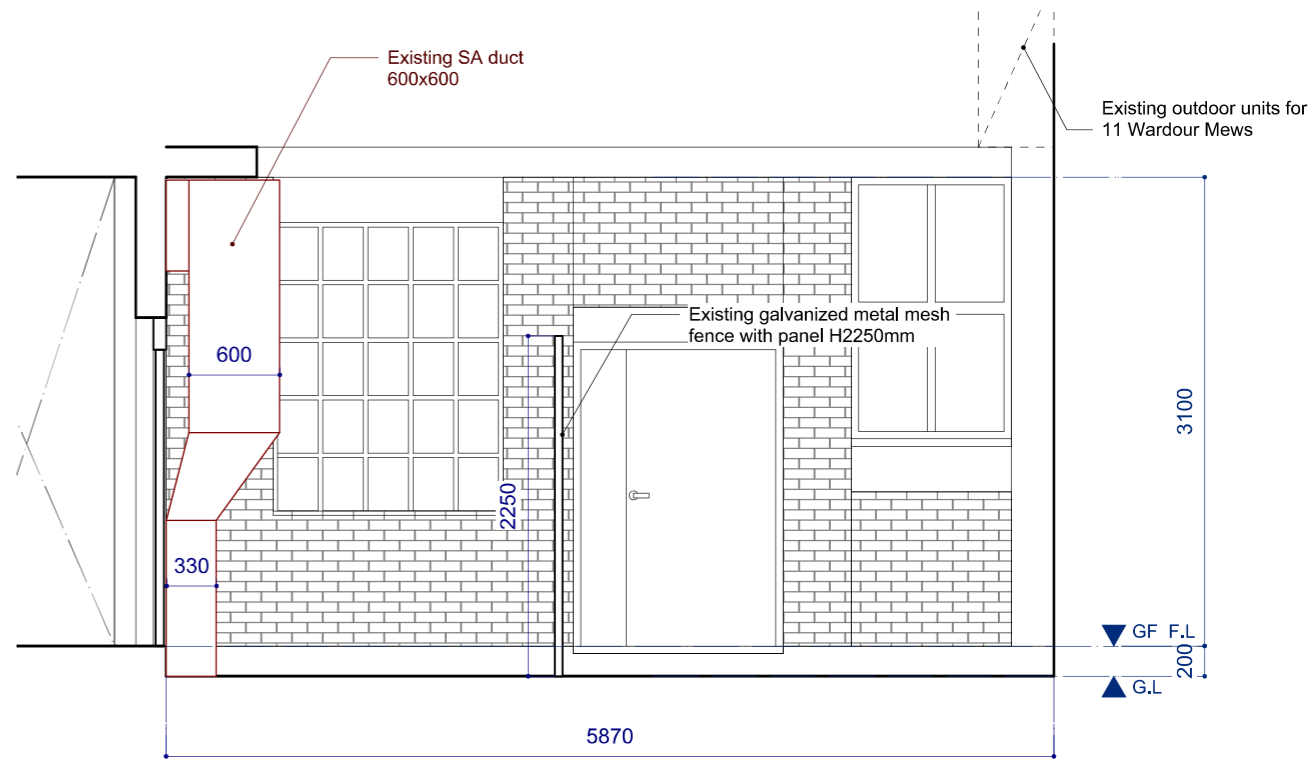 Existing SA duct
600x600
Existing outdoor units for
11 Wardour Mews
Existing galvanized metal mesh
fence with panel H2250mm
600
3100
2250
330
GF F.L
200
G.L
5870